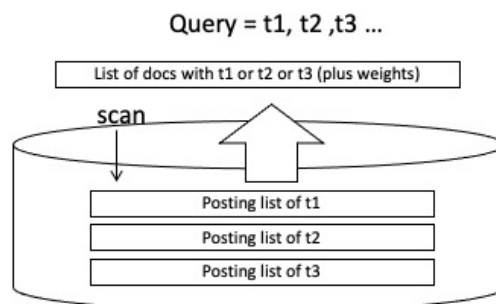 Query = t1, t2 ,t3 ...
List of docs with t1 or t2 or t3 (plus weights)
scan
Posting list of t1
Posting list of t2
Posting list of t3